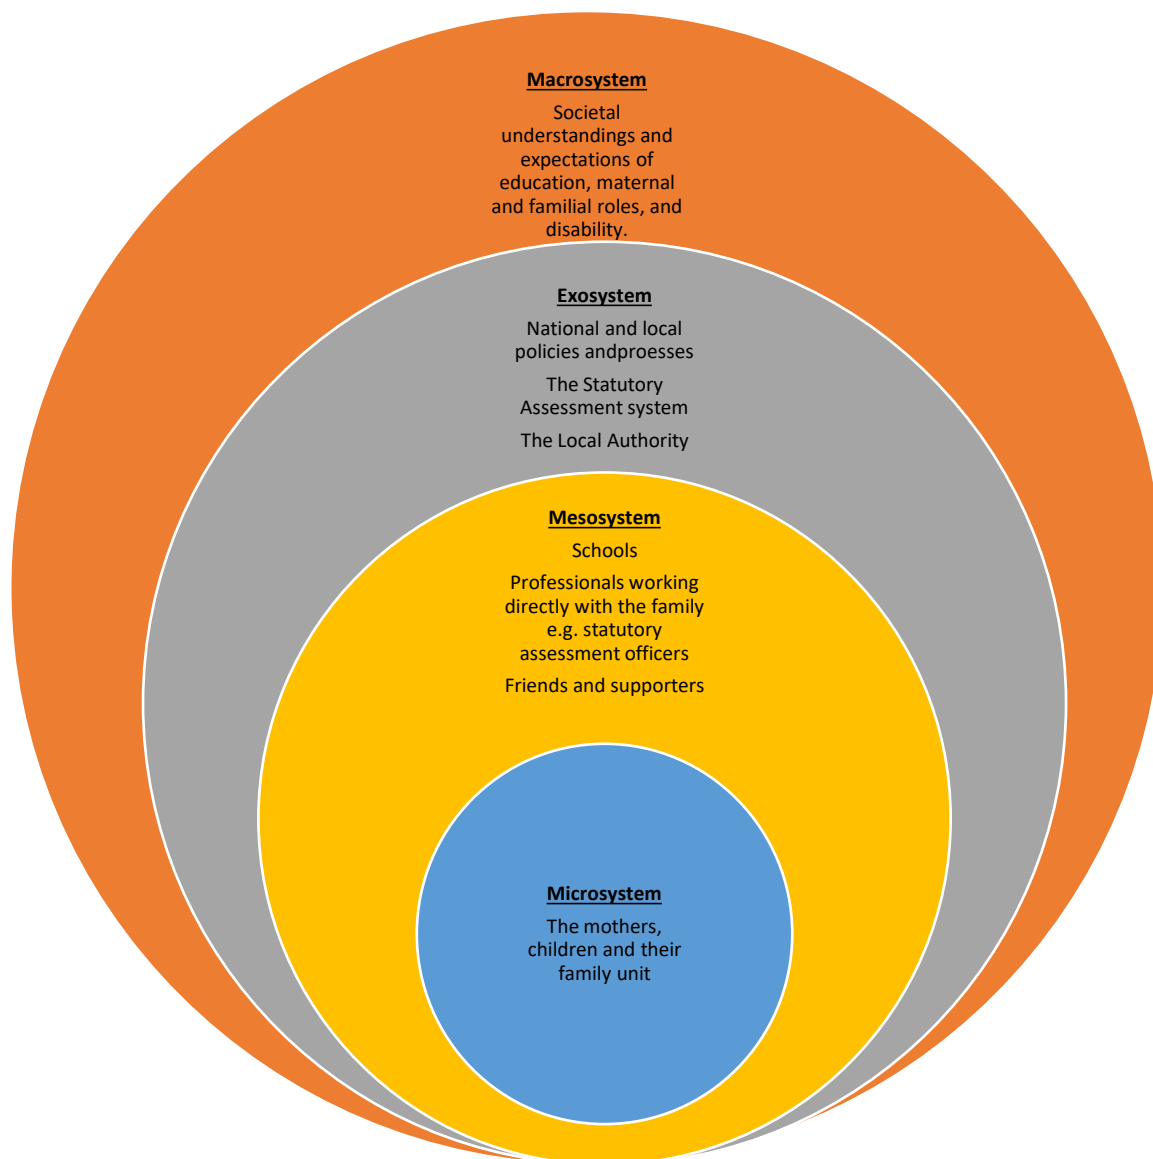 Macrosystem
Societal
understandings and
expectations of
education, maternal
and familial roles, and
disability.
Exosystem
National and local
policies andproesses
The Statutory
Assessment system
The Local Authority
Mesosystem
Schools
Professionals working
directly with the family
e.g. statutory
assessment officers
Friends and supporters
Microsystem
The mothers,
children and their
family unit